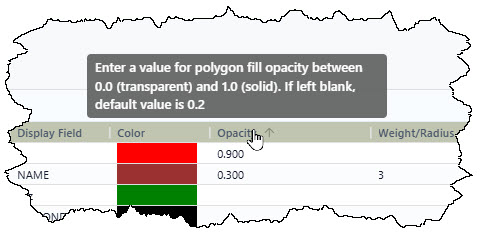 Enter a value for polygon fill opacity between
0.0 (transparent) and 1.0 (solid). If left blank,
default value is 0.2
Display Field Color Opacity Weight/Radius
0.900
NAME 0.300 3